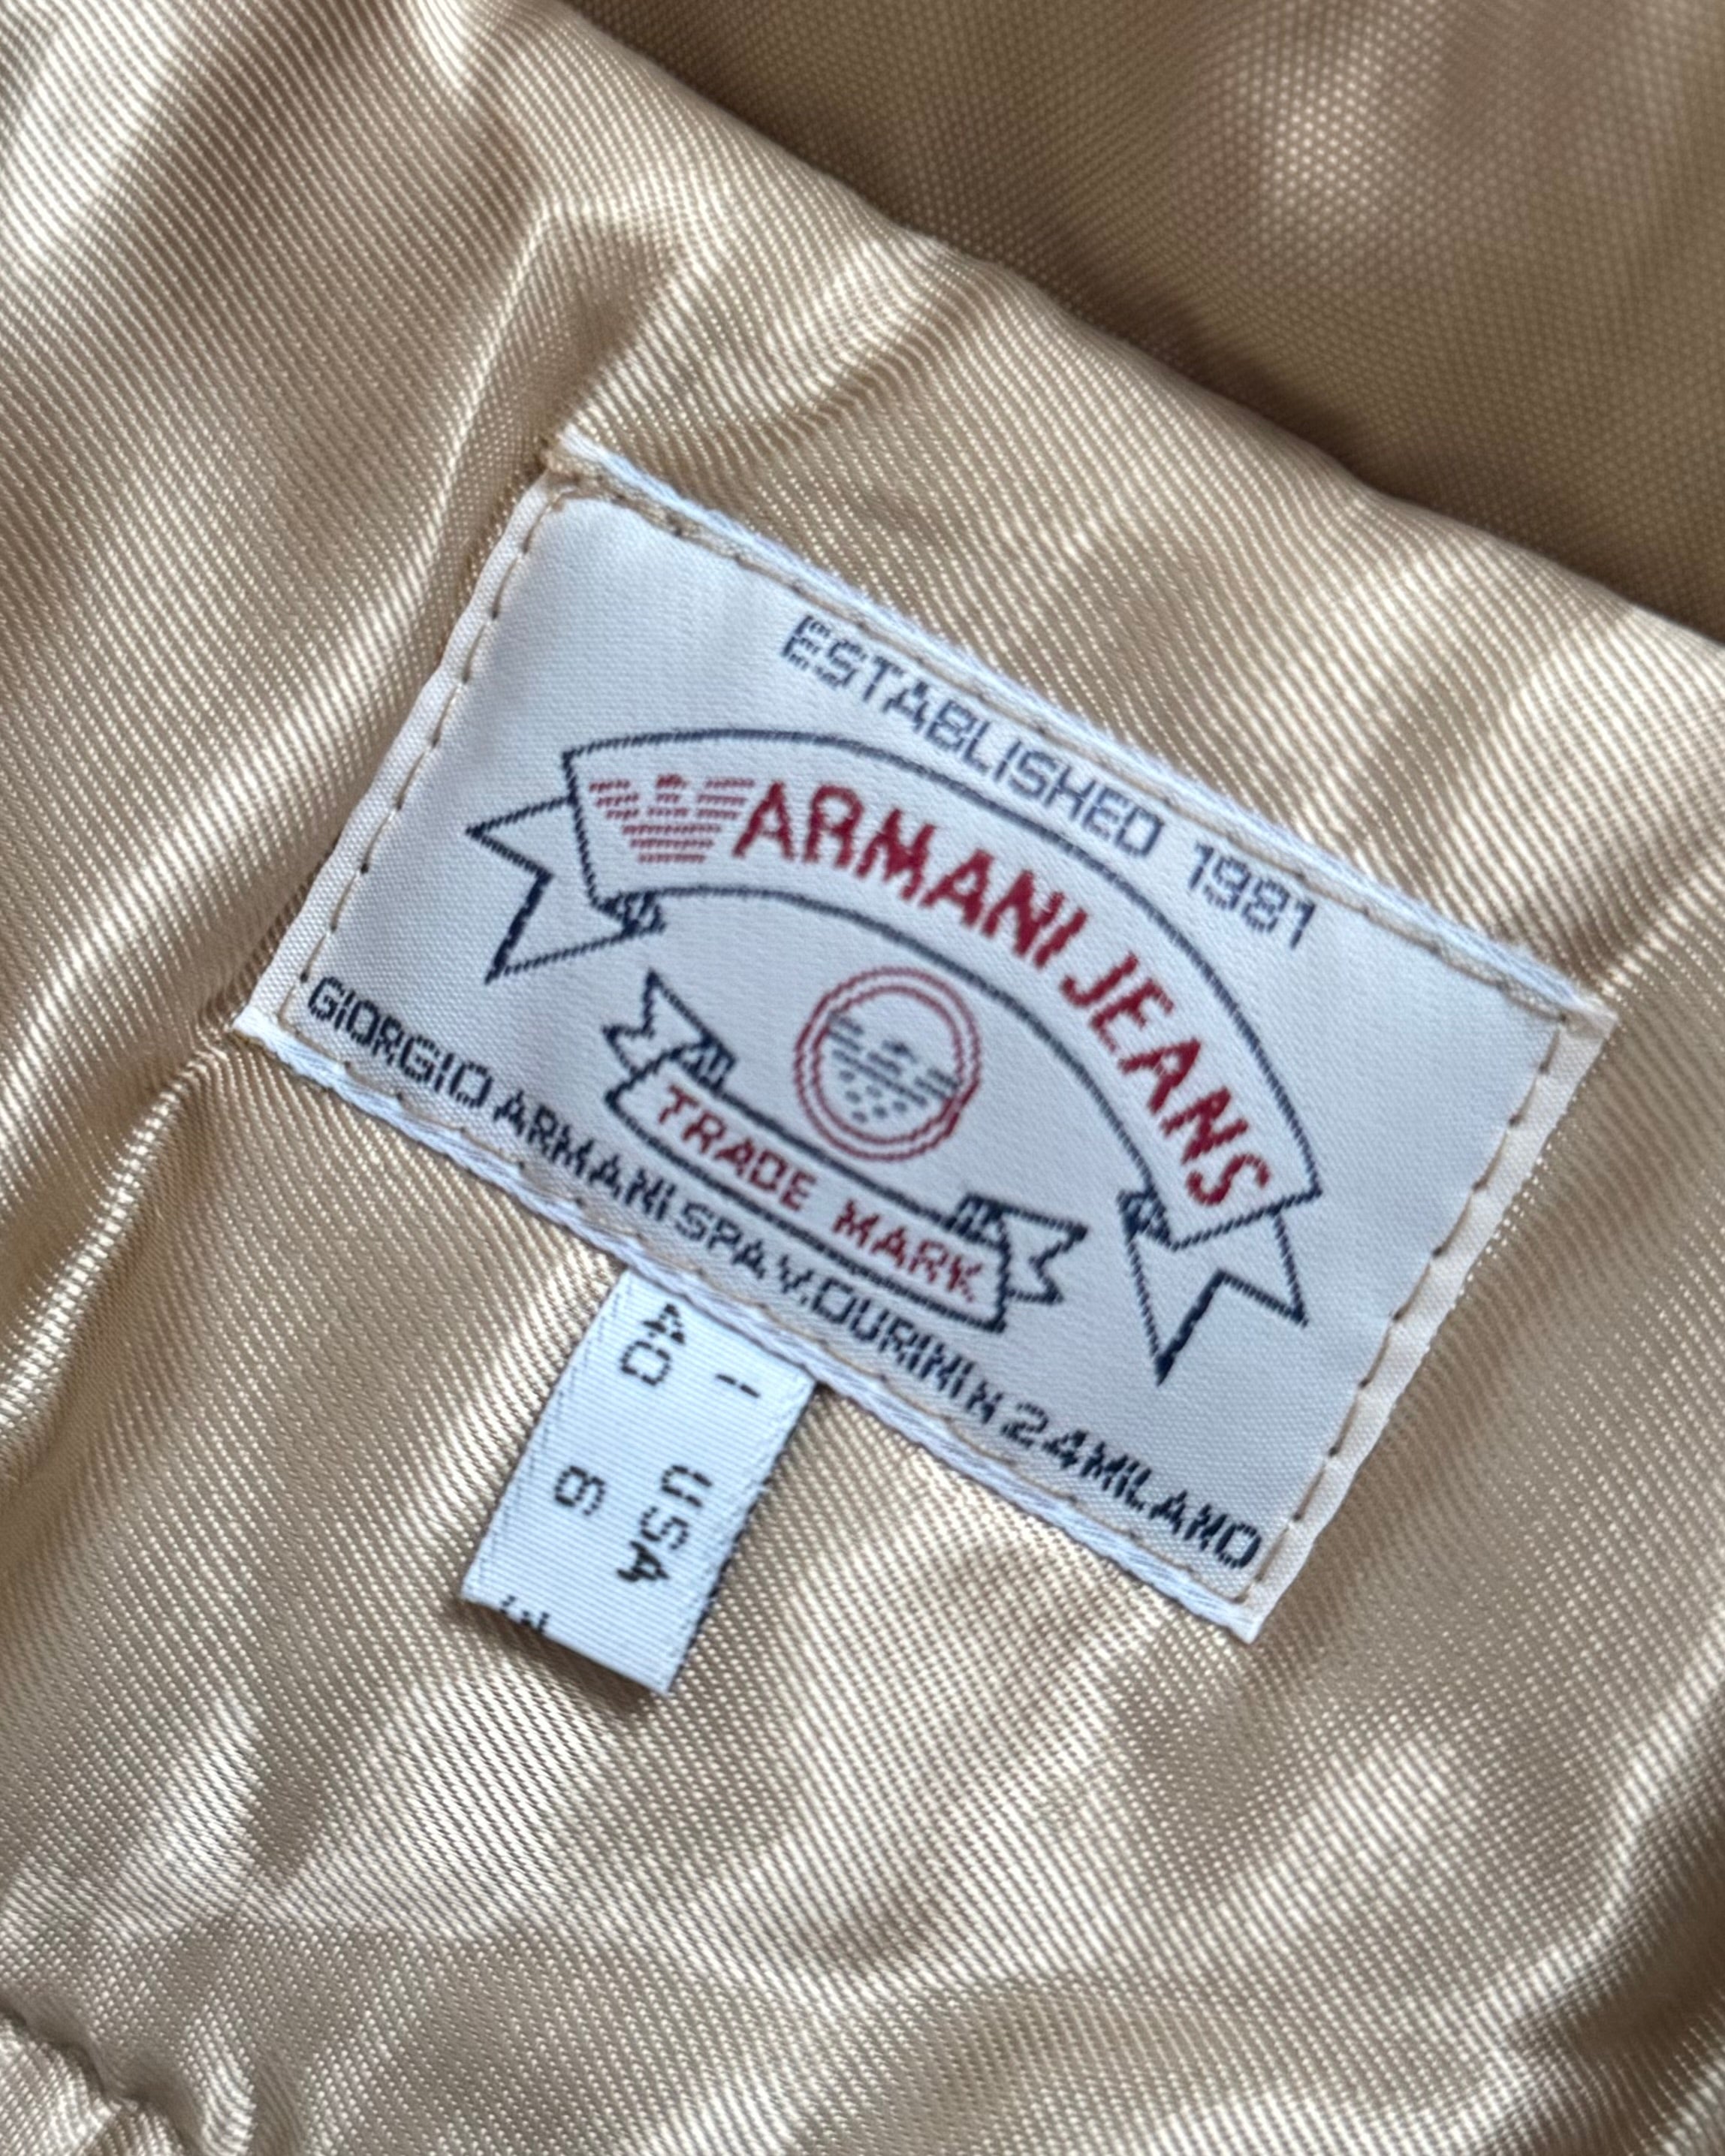 ESTABLISHED 1981
ARMANI JEANS
TRADE MARK
GIORGIO ARMANI SPA V. DURINI N 24 MILANO
I USA
40 6